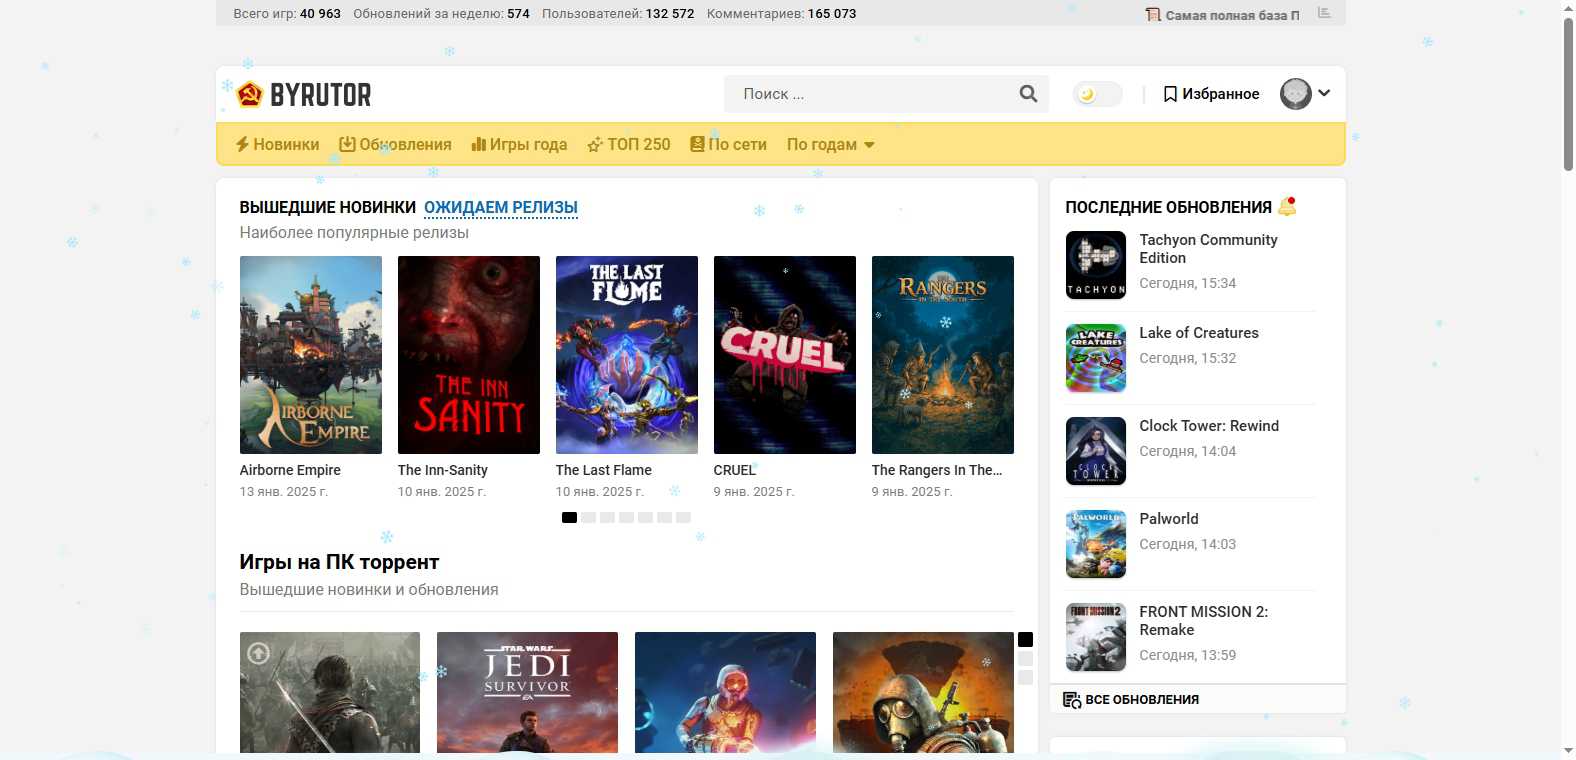 Всего игр: 40 963 Обновлений за неделю: 574 Пользователей: 132 572 Комментариев: 165 073
Самая полная база П
BYRUTOR
Поиск ...
Избранное
Новинки Обновления Игры года ТОП 250 По сети По годам
ВЫШЕДШИЕ НОВИНКИ ОЖИДАЕМ РЕЛИЗЫ
Наиболее популярные релизы
AIRBORNE
EMPIRE
THE INN
SANITY
THE LAST
FLAME
CRUEL
THE
RANGERS
IN THE SOUTH
Airborne Empire
13 янв. 2025 г.
The Inn-Sanity
10 янв. 2025 г.
The Last Flame
10 янв. 2025 г.
CRUEL
9 янв. 2025 г.
The Rangers In The...
9 янв. 2025 г.
Игры на ПК торрент
Вышедшие новинки и обновления
STAR WARS
JEDI
SURVIVOR
EA
ПОСЛЕДНИЕ ОБНОВЛЕНИЯ
TACHYON
Tachyon Community
Edition
Сегодня, 15:34
LAKE
CREATURES
Lake of Creatures
Сегодня, 15:32
CLOCK
TOWER
Clock Tower: Rewind
Сегодня, 14:04
PALWORLD
Palworld
Сегодня, 14:03
FRONT MISSION 2
FRONT MISSION 2:
Remake
Сегодня, 13:59
ВСЕ ОБНОВЛЕНИЯ